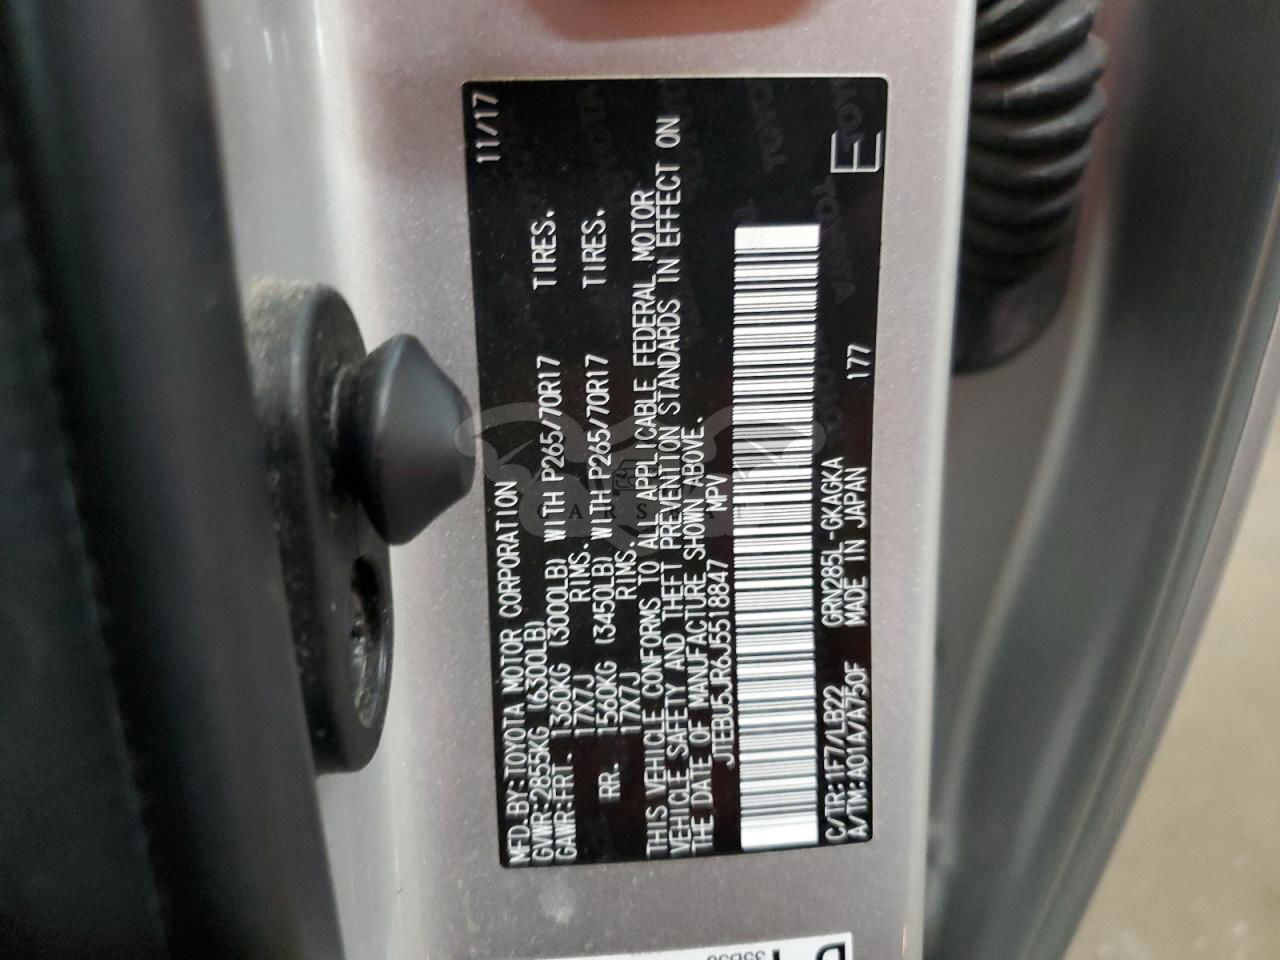 MFD.BY:TOYOTA MOTOR CORPORATION 11/17
GVWR:2855KG (6300LB)
GAWR:FRT. 1360KG (3000LB) WITH P265/70R17 TIRES.
17X7J RIMS.
RR. 1560KG (3450LB) WITH P265/70R17 TIRES.
17X7J RIMS.
THIS VEHICLE CONFORMS TO ALL APPLICABLE FEDERAL MOTOR
VEHICLE SAFETY AND THEFT PREVENTION STANDARDS IN EFFECT ON
THE DATE OF MANUFACTURE SHOWN ABOVE.
JTEBU5JR6J5518847 MPV
C/TR:1F7/LB22 GRN285L-GKAGKA 177
A/TM:A01A/A750F MADE IN JAPAN
E